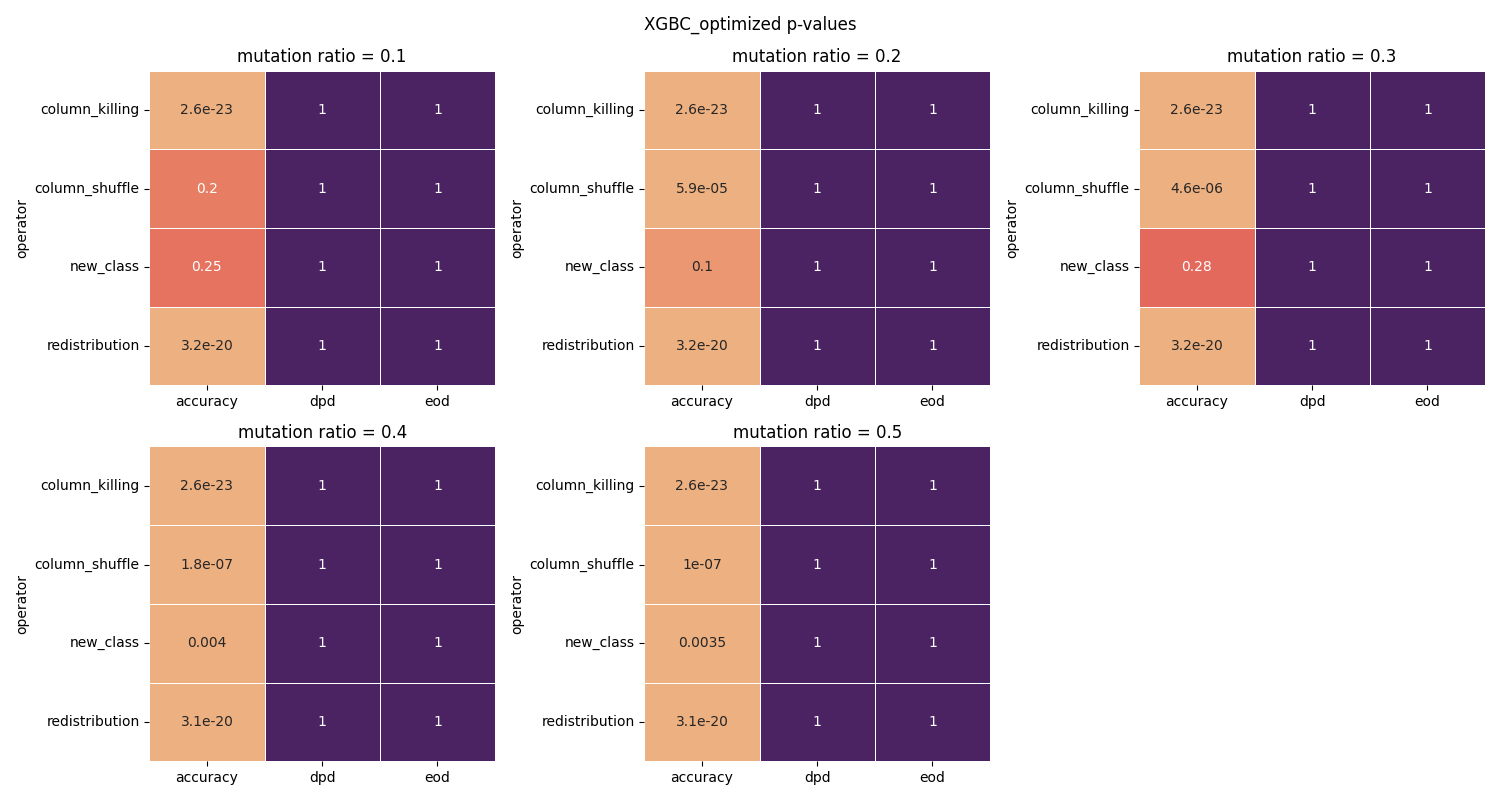 XGBC_optimized p-values
mutation ratio = 0.1
column_killing 2.6e-23 1 1
column_shuffle 0.2 1 1
new_class 0.25 1 1
redistribution 3.2e-20 1 1
accuracy dpd eod
operator
mutation ratio = 0.2
column_killing 2.6e-23 1 1
column_shuffle 5.9e-05 1 1
new_class 0.1 1 1
redistribution 3.2e-20 1 1
accuracy dpd eod
operator
mutation ratio = 0.3
column_killing 2.6e-23 1 1
column_shuffle 4.6e-06 1 1
new_class 0.28 1 1
redistribution 3.2e-20 1 1
accuracy dpd eod
operator
mutation ratio = 0.4
column_killing 2.6e-23 1 1
column_shuffle 1.8e-07 1 1
new_class 0.004 1 1
redistribution 3.1e-20 1 1
accuracy dpd eod
operator
mutation ratio = 0.5
column_killing 2.6e-23 1 1
column_shuffle 1e-07 1 1
new_class 0.0035 1 1
redistribution 3.1e-20 1 1
accuracy dpd eod
operator